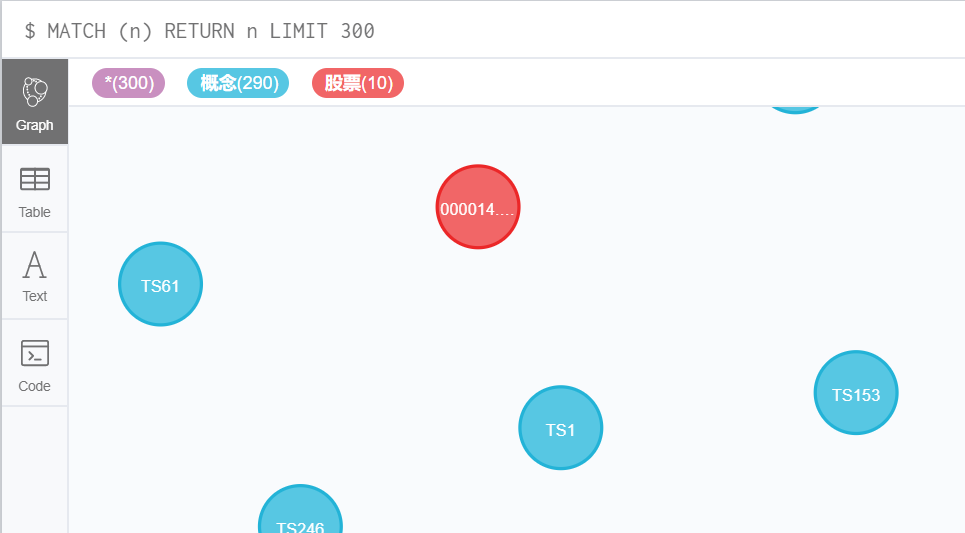 $ MATCH (n) RETURN n LIMIT 300
*(300) 概念(290) 股票(10)
Graph
000014....
Table
TS61
Text
Code
TS153
TS1
TS246